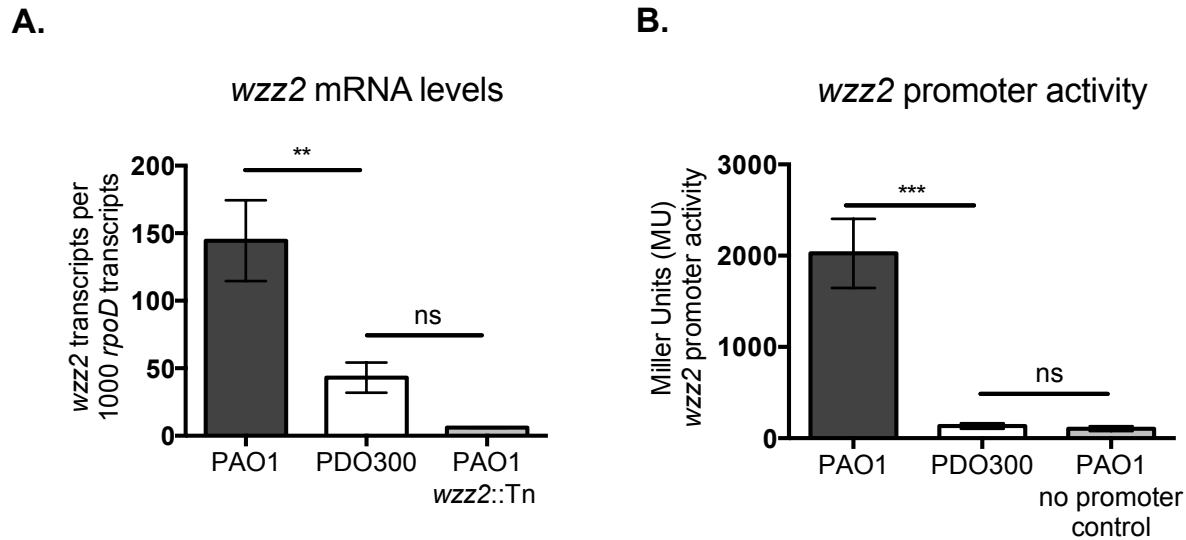 A.
wzz2 mRNA levels
wzz2 transcripts per
1000 rpoD transcripts
200
150
100
50
0
**
ns
PAO1
PDO300
PAO1
wzz2::Tn
B.
wzz2 promoter activity
Miller Units (MU)
wzz2 promoter activity
3000
2000
1000
0
***
ns
PAO1
PDO300
PAO1
no promoter
control